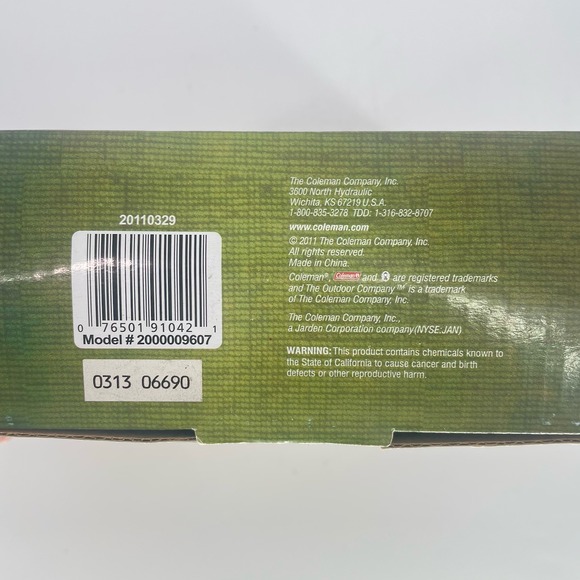 20110329
0 76501 91042 1
Model # 2000009607
0313 06690
The Coleman Company, Inc.
3600 North Hydraulic
Wichita, KS 67219 U.S.A.
1-800-835-3278 TDD: 1-316-832-8707
www.coleman.com
© 2011 The Coleman Company, Inc.
All rights reserved.
Made in China.
Coleman®, Coleman and are registered trademarks
and The Outdoor Company™ is a trademark
of The Coleman Company, Inc.
The Coleman Company, Inc.,
a Jarden Corporation company(NYSE:JAN)
WARNING: This product contains chemicals known to
the State of California to cause cancer and birth
defects or other reproductive harm.